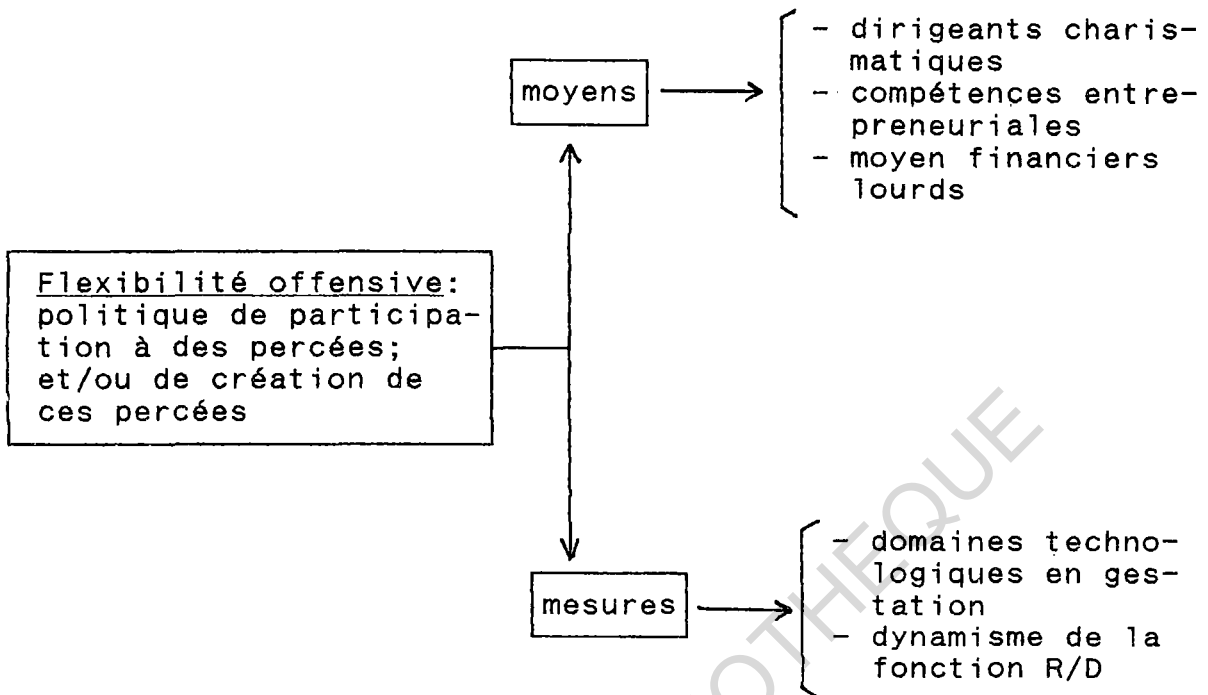 - dirigeants charis-
matiques
- compétences entre-
preneuriales
- moyen financiers
lourds
moyens
Flexibilité offensive:
politique de participa-
tion à des percées;
et/ou de création de
ces percées
mesures
- domaines techno-
logiques en ges-
tation
- dynamisme de la
fonction R/D
OTHEQUE